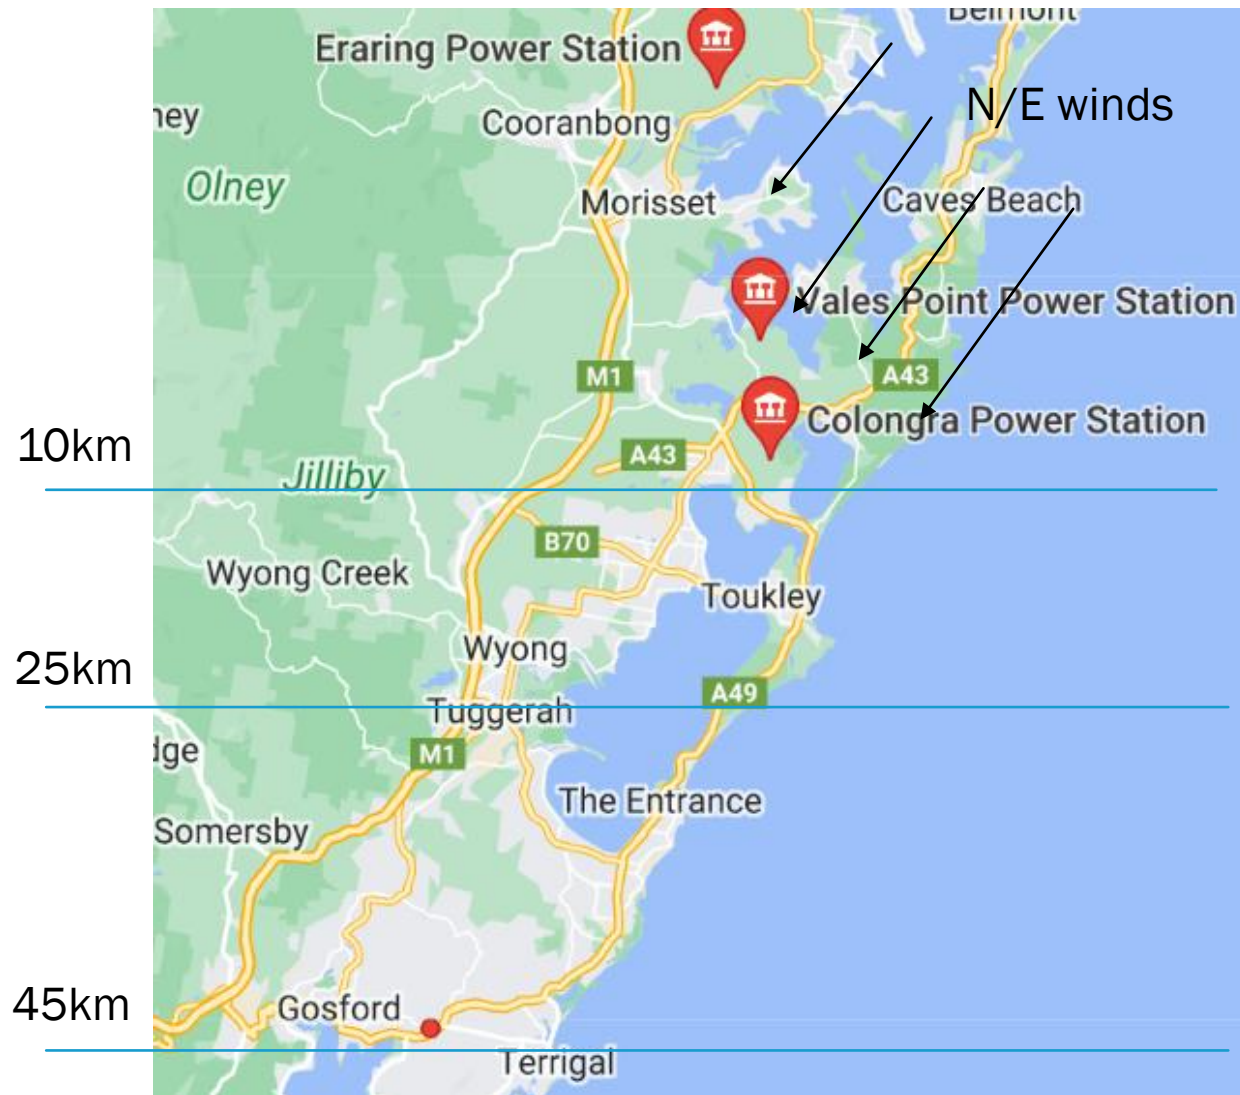 Belmont
Eraring Power Station
N/E winds
ney
Cooranbong
Olney
Morisset
Caves Beach
Vales Point Power Station
M1
A43
Colongra Power Station
10km
A43
Jilliby
B70
Wyong Creek
Toukley
Wyong
25km
A49
Tuggerah
dge
M1
The Entrance
Somersby
45km
Gosford
Terrigal